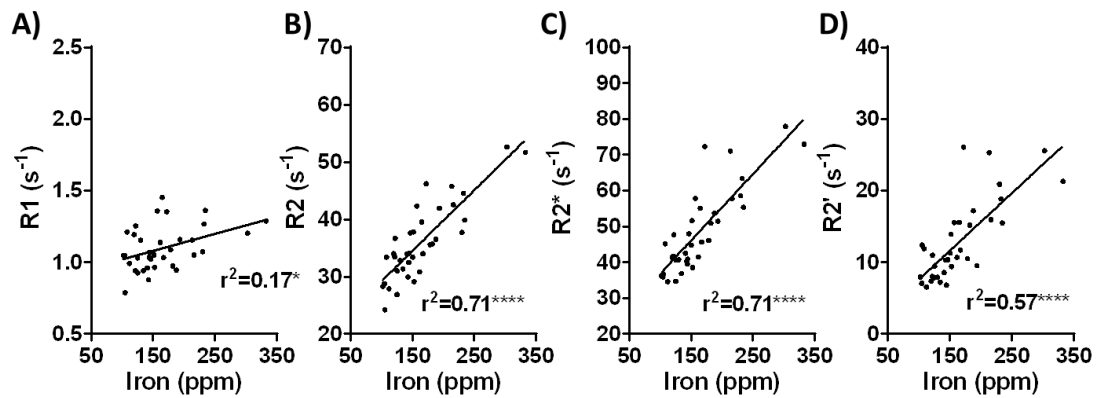 A)
2.5
2.0
1.5
1.0
0.5
R1 (s⁻¹)
r²=0.17*
50 150 250 350
Iron (ppm)
B)
70
60
50
40
30
20
R2 (s⁻¹)
r²=0.71****
50 150 250 350
Iron (ppm)
C)
100
90
80
70
60
50
40
30
20
R2* (s⁻¹)
r²=0.71****
50 150 250 350
Iron (ppm)
D)
40
30
20
10
0
R2' (s⁻¹)
r²=0.57****
50 150 250 350
Iron (ppm)